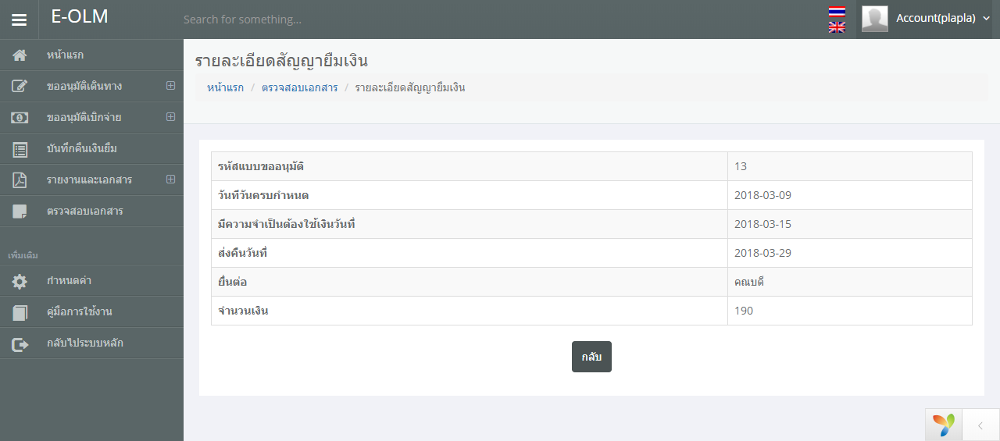 E-OLM
Search for something...
Account(plapla)
หน้าแรก
ขออนุมัติเดินทาง
ขออนุมัติเบิกจ่าย
บันทึกคืนเงินยืม
รายงานและเอกสาร
ตรวจสอบเอกสาร
เพิ่มเติม
กำหนดค่า
คู่มือการใช้งาน
กลับไประบบหลัก
รายละเอียดสัญญายืมเงิน
หน้าแรก / ตรวจสอบเอกสาร / รายละเอียดสัญญายืมเงิน
รหัสแบบขออนุมัติ 13
วันทีวันครบกำหนด 2018-03-09
มีความจำเป็นต้องใช้เงินวันที่ 2018-03-15
ส่งคืนวันที่ 2018-03-29
ยื่นต่อ คณบดี
จำนวนเงิน 190
กลับ